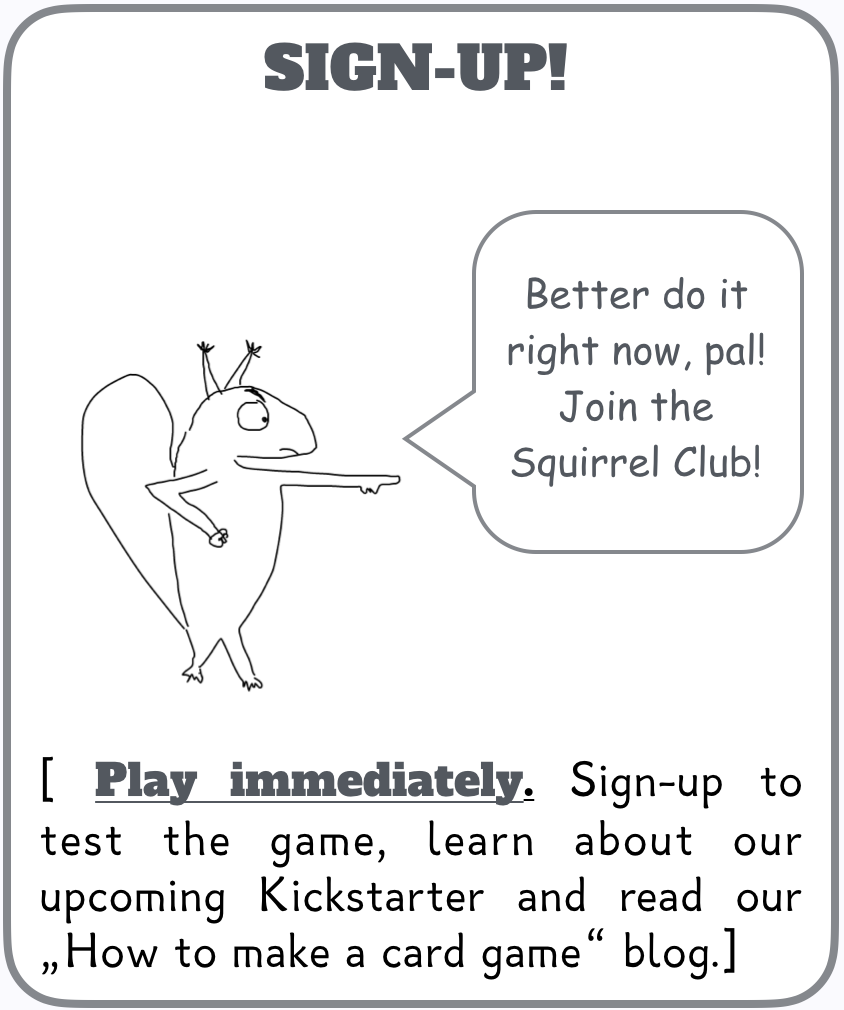 SIGN-UP!
Better do it
right now, pal!
Join the
Squirrel Club!
[ Play immediately. Sign-up to
test the game, learn about our
upcoming Kickstarter and read our
„How to make a card game“ blog.]